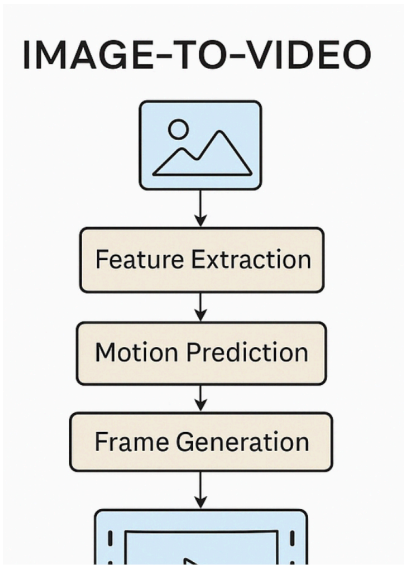 IMAGE-TO-VIDEO
Feature Extraction
Motion Prediction
Frame Generation